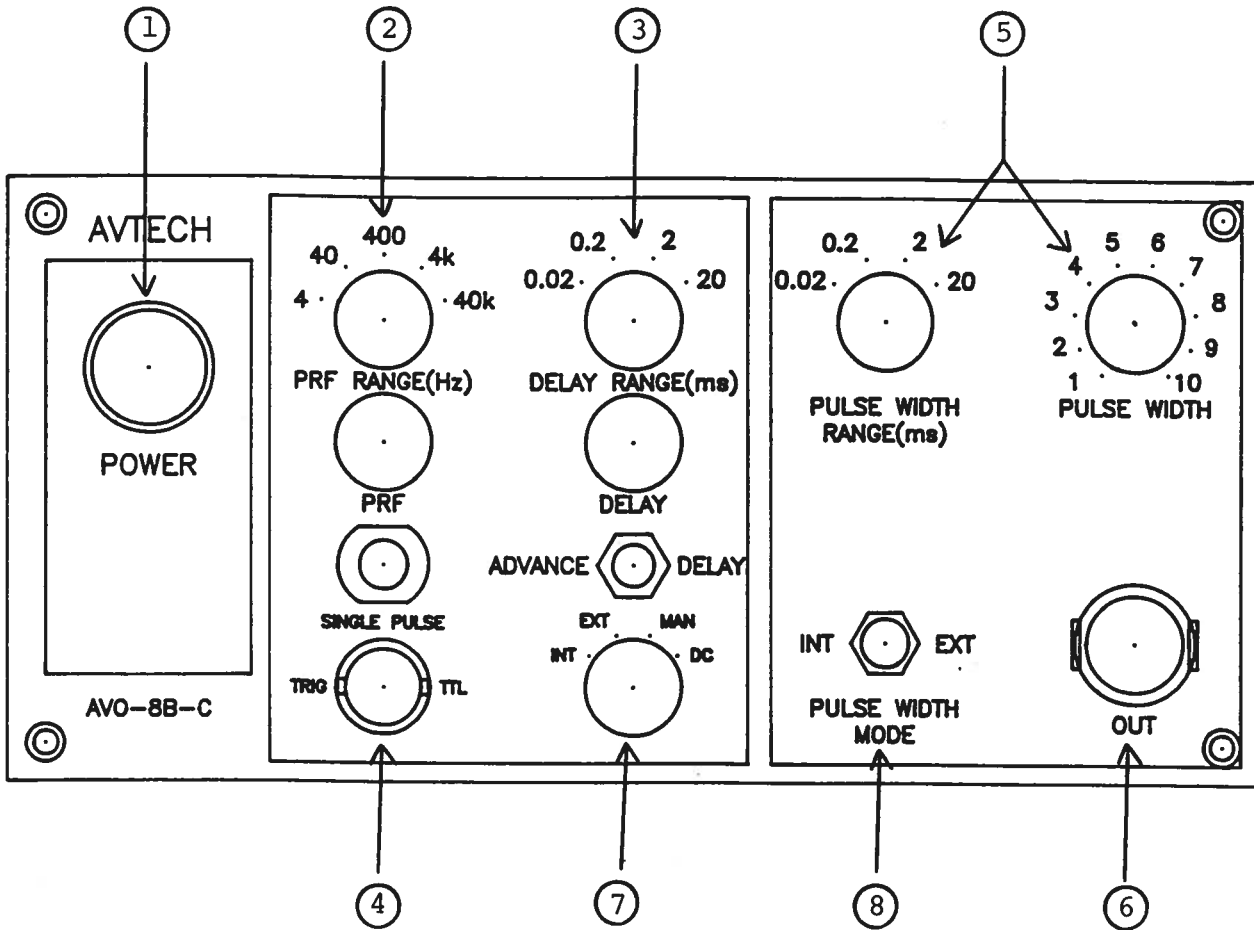 1
2
3
5
AVTECH
POWER
AVO-8B-C
4 40 400 4k 40k
PRF RANGE(Hz)
PRF
SINGLE PULSE
TRIG TTL
0.02 0.2 2 20
DELAY RANGE(ms)
DELAY
ADVANCE DELAY
INT EXT MAN DC
0.02 0.2 2 20
PULSE WIDTH
RANGE(ms)
1 2 3 4 5 6 7 8 9 10
PULSE WIDTH
INT EXT
PULSE WIDTH
MODE
OUT
4
7
8
6